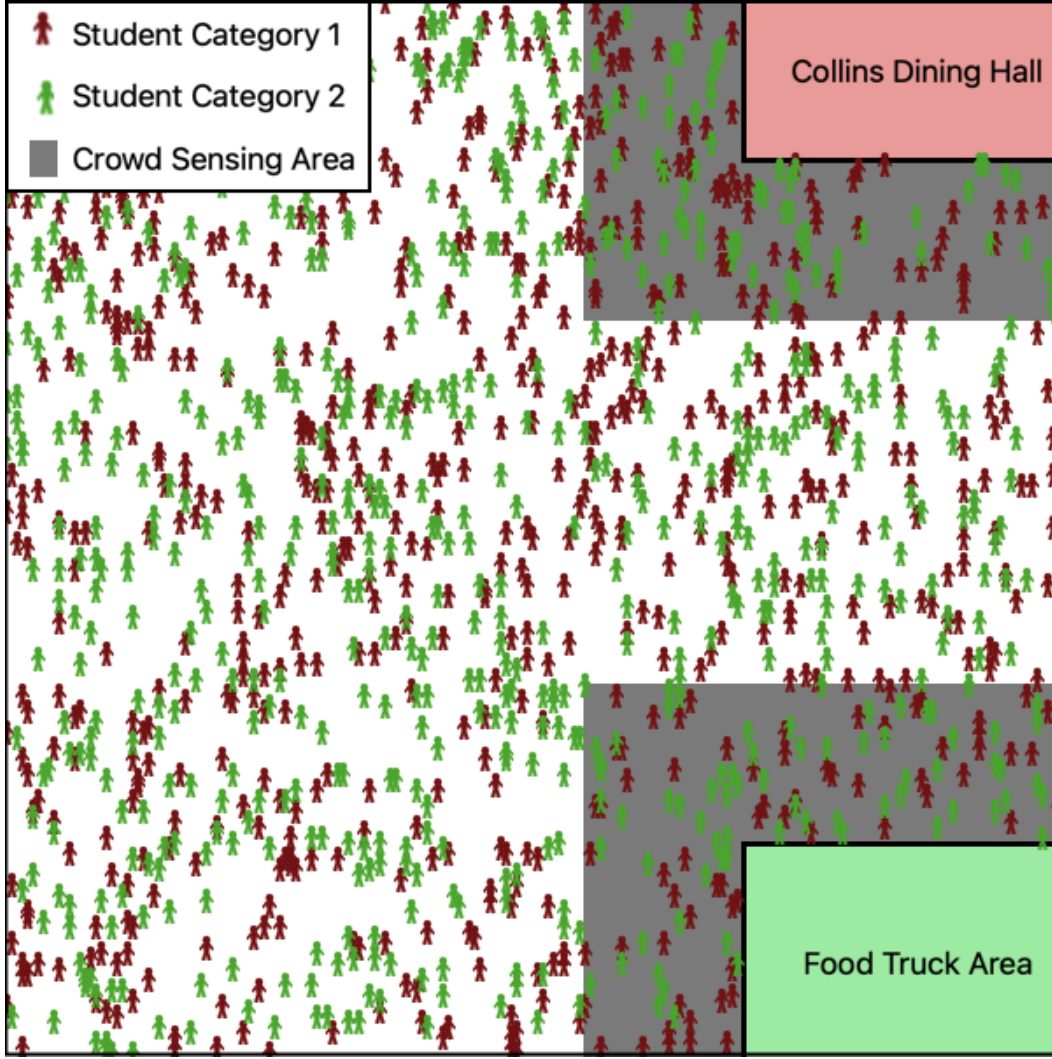 Student Category 1
Student Category 2
Crowd Sensing Area
Collins Dining Hall
Food Truck Area